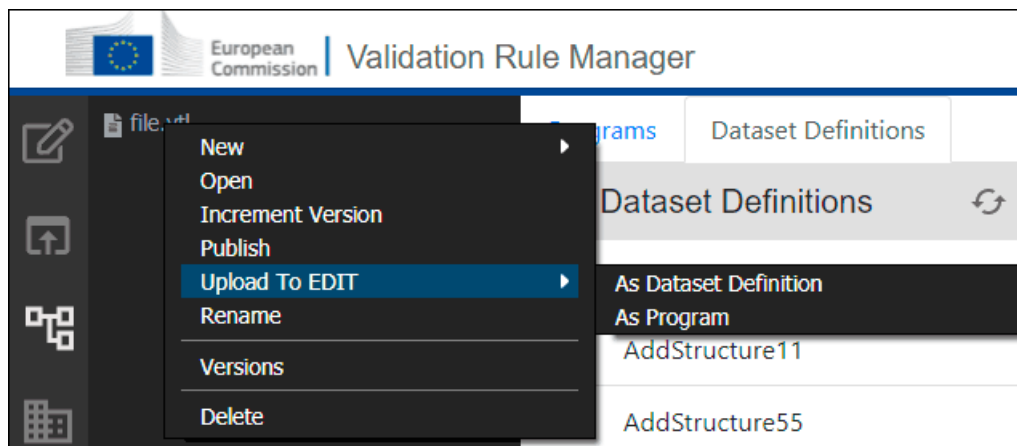 European
Commission
Validation Rule Manager
file.vtl
Programs
Dataset Definitions
Dataset Definitions
New
Open
Increment Version
Publish
Upload To EDIT
Rename
Versions
Delete
As Dataset Definition
As Program
AddStructure11
AddStructure55